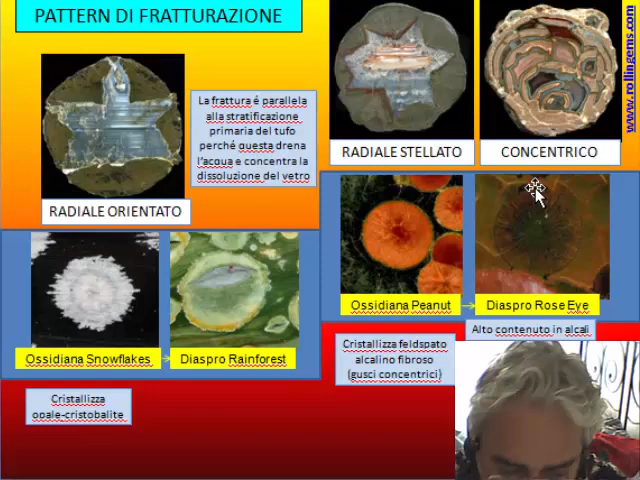 PATTERN DI FRATTURAZIONE
La frattura é parallela
alla stratificazione
primaria del tufo
perché questa drena
l'acqua e concentra la
dissoluzione del vetro
RADIALE ORIENTATO
RADIALE STELLATO
CONCENTRICO
www.rollingems.com
Ossidiana Snowflakes
Diaspro Rainforest
Ossidiana Peanut
Diaspro Rose Eye
Alto contenuto in alcali
Cristallizza feldspato
alcalino fibroso
(gusci concentrici)
Cristallizza
opale-cristobalite